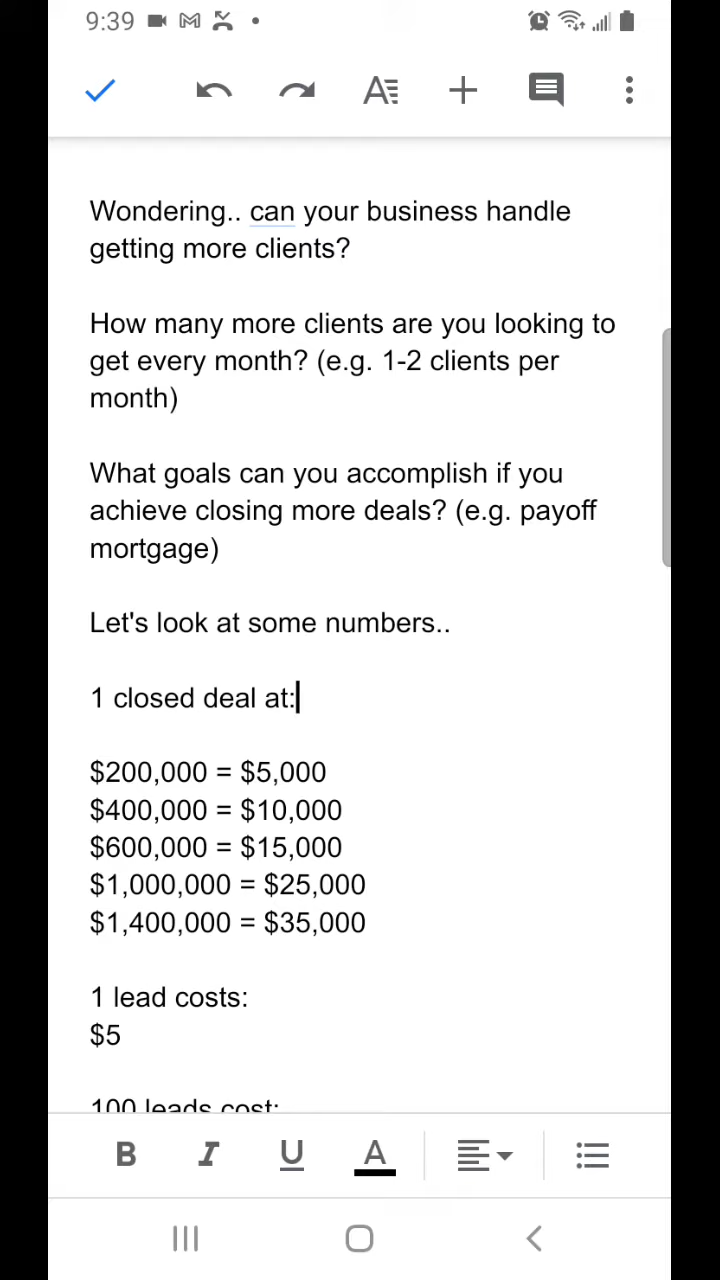 9:39
Wondering.. can your business handle
getting more clients?
How many more clients are you looking to
get every month? (e.g. 1-2 clients per
month)
What goals can you accomplish if you
achieve closing more deals? (e.g. payoff
mortgage)
Let's look at some numbers..
1 closed deal at:
$200,000 = $5,000
$400,000 = $10,000
$600,000 = $15,000
$1,000,000 = $25,000
$1,400,000 = $35,000
1 lead costs:
$5
100 leads cost:
B I U A